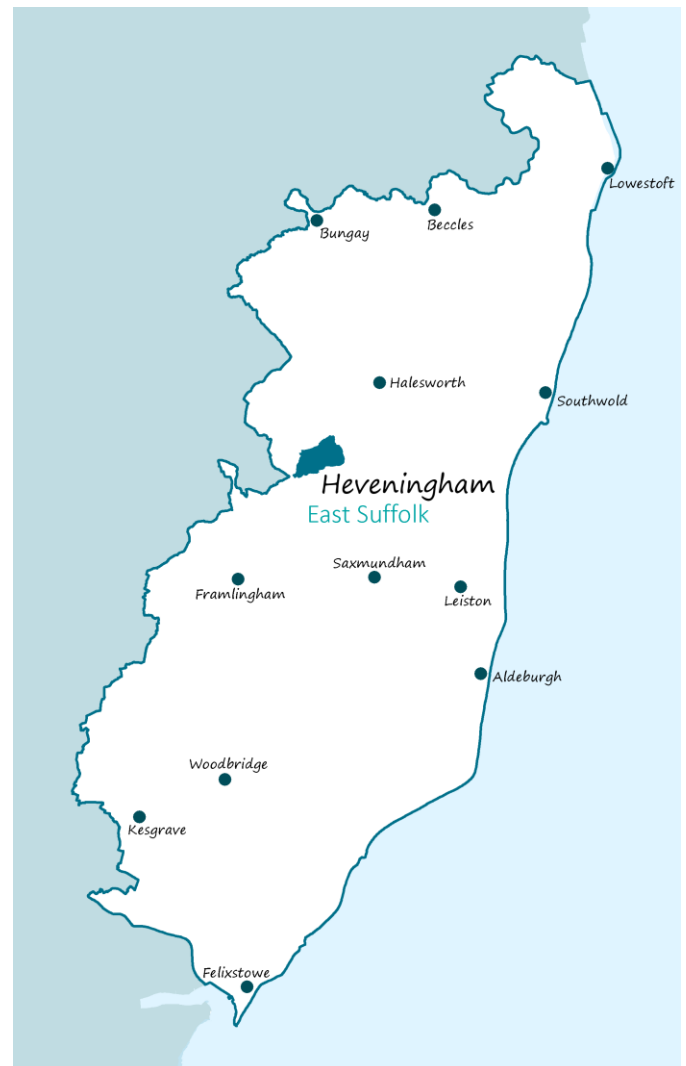 Lowestoft
Beccles
Bungay
Halesworth
Southwold
Heveningham
East Suffolk
Saxmundham
Framlingham
Leiston
Aldeburgh
Woodbridge
Kesgrave
Felixstowe